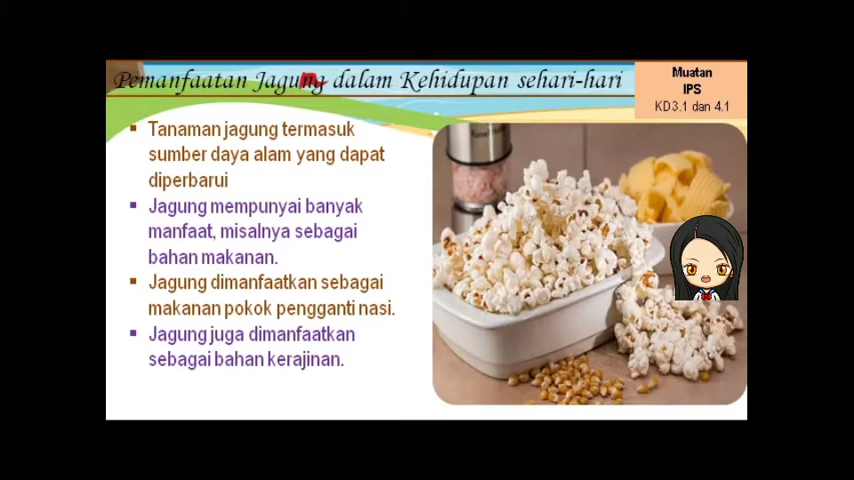 Pemanfaatan Jagung dalam Kehidupan sehari-hari
Muatan
IPS
KD3.1 dan 4.1
Tanaman jagung termasuk
sumber daya alam yang dapat
diperbarui
Jagung mempunyai banyak
manfaat, misalnya sebagai
bahan makanan.
Jagung dimanfaatkan sebagai
makanan pokok pengganti nasi.
Jagung juga dimanfaatkan
sebagai bahan kerajinan.